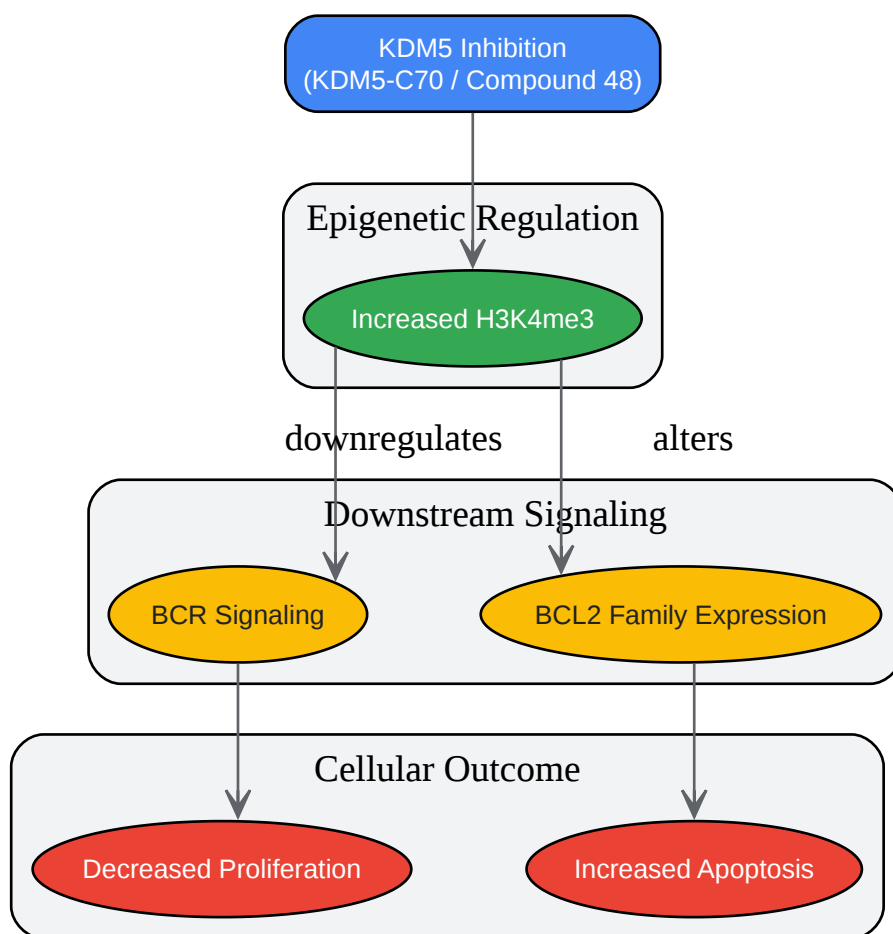 KDM5 Inhibition
(KDM5-C70 / Compound 48)
Epigenetic Regulation
Increased H3K4me3
downregulates
alters
Downstream Signaling
BCR Signaling
BCL2 Family Expression
Cellular Outcome
Decreased Proliferation
Increased Apoptosis